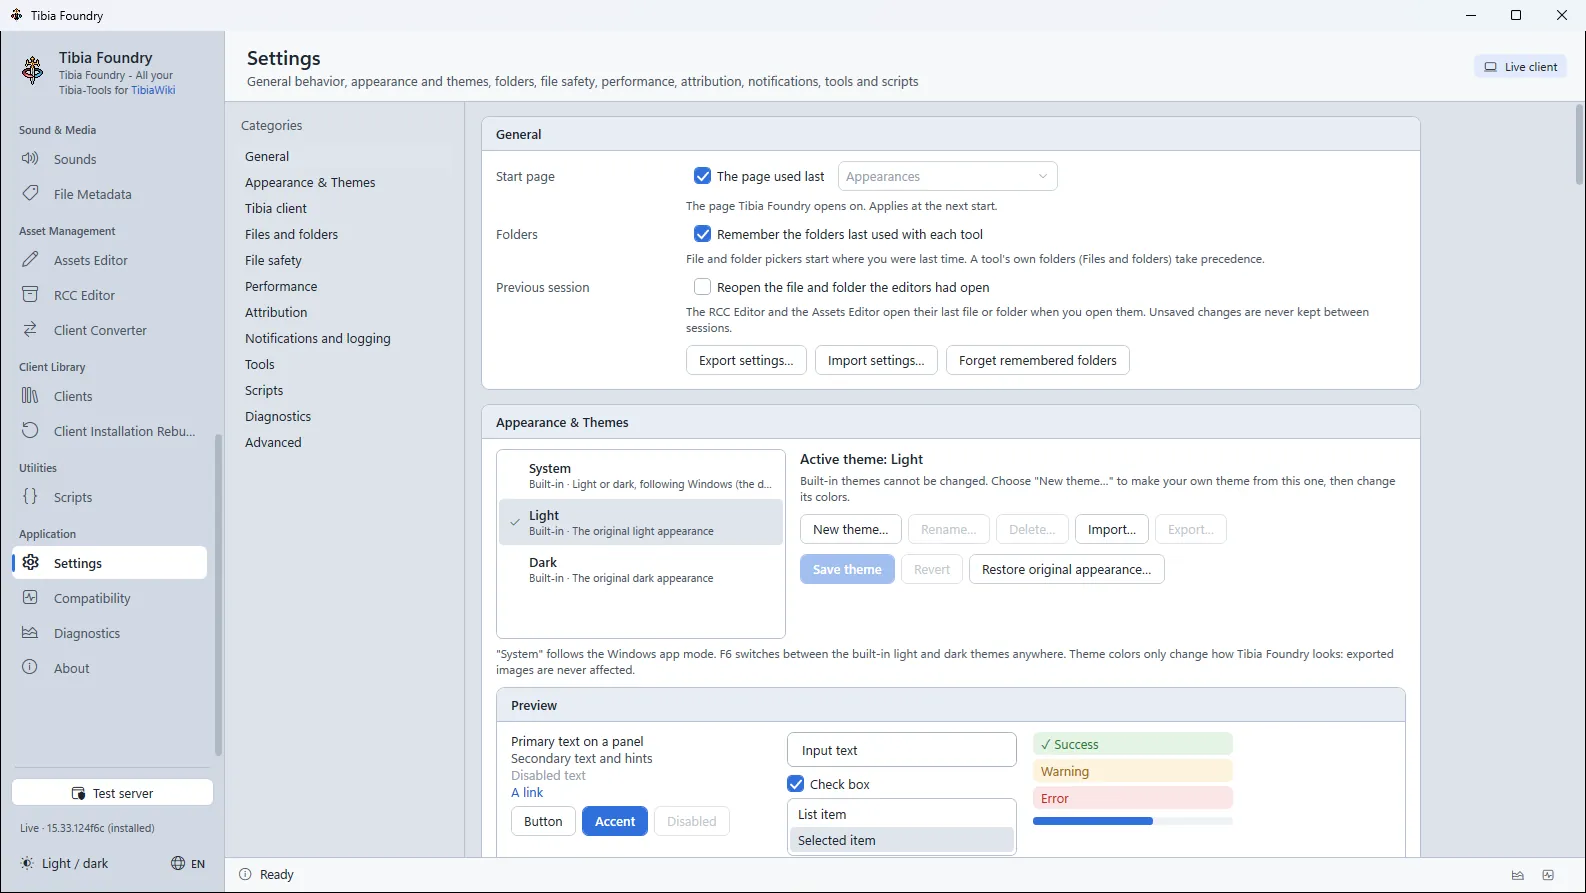 Tibia Foundry
Tibia Foundry
Tibia Foundry - All your
Tibia-Tools for TibiaWiki
Sound & Media
Sounds
File Metadata
Asset Management
Assets Editor
RCC Editor
Client Converter
Client Library
Clients
Client Installation Rebu...
Utilities
Scripts
Application
Settings
Compatibility
Diagnostics
About
Test server
Live · 15.33.124f6c (installed)
Light / dark
EN
Settings
General behavior, appearance and themes, folders, file safety, performance, attribution, notifications, tools and scripts
Live client
Categories
General
Appearance & Themes
Tibia client
Files and folders
File safety
Performance
Attribution
Notifications and logging
Tools
Scripts
Diagnostics
Advanced
General
Start page
The page used last
Appearances
The page Tibia Foundry opens on. Applies at the next start.
Folders
Remember the folders last used with each tool
File and folder pickers start where you were last time. A tool's own folders (Files and folders) take precedence.
Previous session
Reopen the file and folder the editors had open
The RCC Editor and the Assets Editor open their last file or folder when you open them. Unsaved changes are never kept between
sessions.
Export settings...
Import settings...
Forget remembered folders
Appearance & Themes
System
Built-in · Light or dark, following Windows (the d...
Light
Built-in · The original light appearance
Dark
Built-in · The original dark appearance
Active theme: Light
Built-in themes cannot be changed. Choose "New theme..." to make your own theme from this one, then change
its colors.
New theme...
Rename...
Delete...
Import...
Export...
Save theme
Revert
Restore original appearance...
"System" follows the Windows app mode. F6 switches between the built-in light and dark themes anywhere. Theme colors only change how Tibia Foundry looks: exported
images are never affected.
Preview
Primary text on a panel
Secondary text and hints
Disabled text
A link
Button
Accent
Disabled
Input text
Check box
List item
Selected item
✓ Success
Warning
Error
Ready